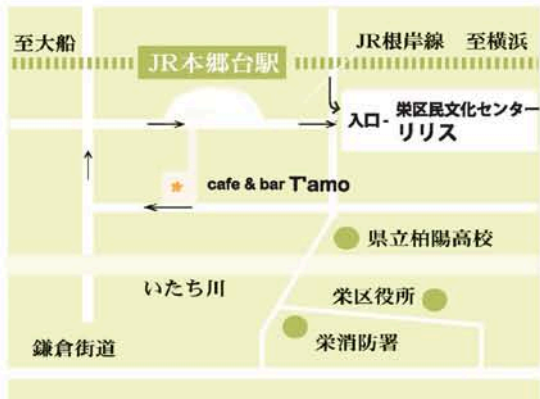 至大船
JR根岸線　至横浜
JR本郷台駅
入口- 栄区民文化センター
リリス
cafe & bar T'amo
県立柏陽高校
いたち川
栄区役所
栄消防署
鎌倉街道